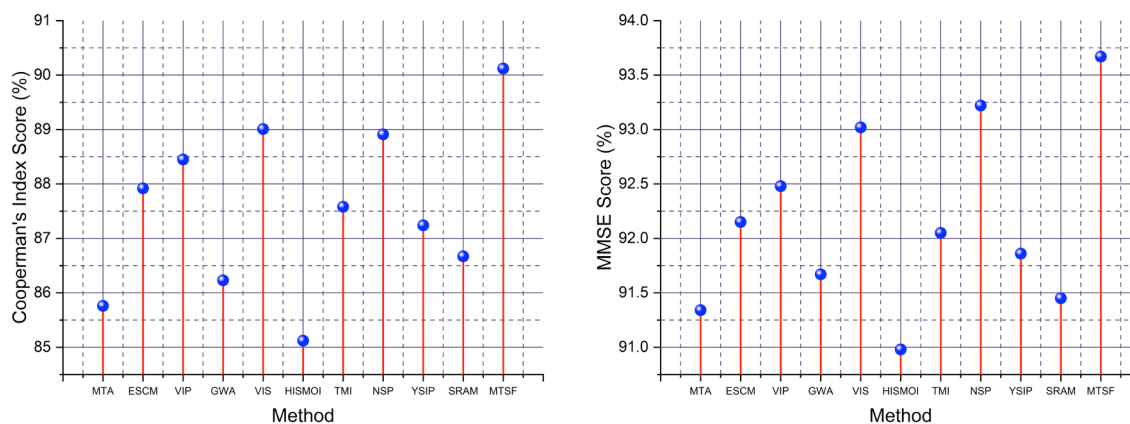 Cooperman's Index Score (%)
91
90
89
88
87
86
85
MTA ESCM VIP GWA VIS HISMOI TMI NSP YSIP SRAM MTSF
Method
MMSE Score (%)
94.0
93.5
93.0
92.5
92.0
91.5
91.0
MTA ESCM VIP GWA VIS HISMOI TMI NSP YSIP SRAM MTSF
Method